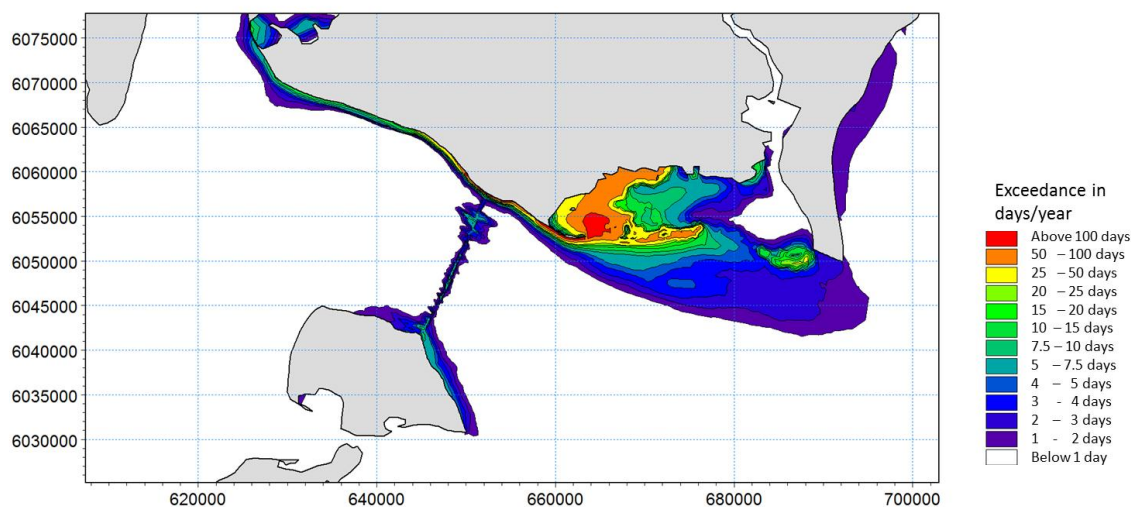 6075000
6070000
6065000
6060000
6055000
6050000
6045000
6040000
6035000
6030000
620000 640000 660000 680000 700000
Exceedance in
days/year
Above 100 days
50 – 100 days
25 – 50 days
20 – 25 days
15 – 20 days
10 – 15 days
7.5 – 10 days
5 – 7.5 days
4 – 5 days
3 - 4 days
2 – 3 days
1 - 2 days
Below 1 day